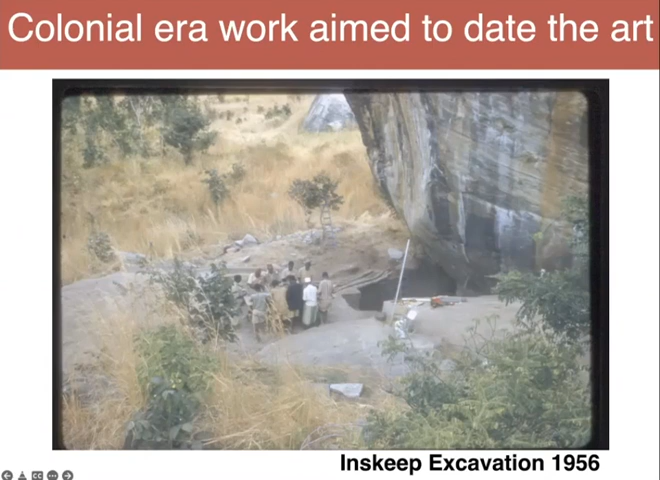 Colonial era work aimed to date the art
Inskeep Excavation 1956